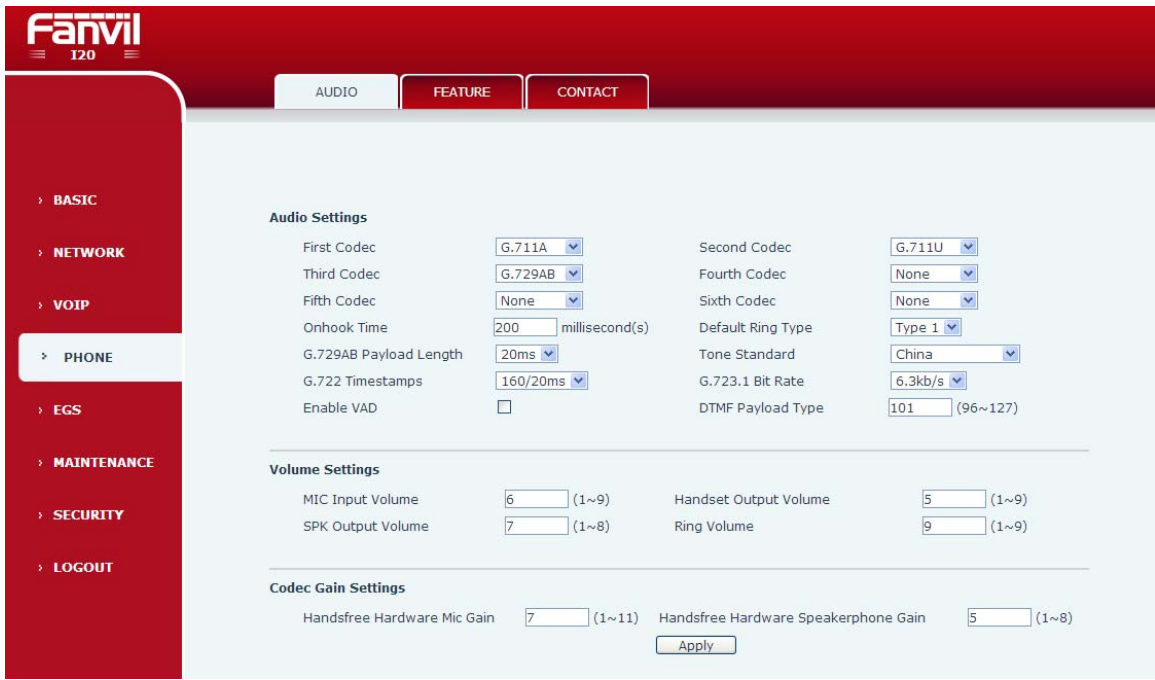 Fanvil
I20
AUDIO FEATURE CONTACT
› BASIC
› NETWORK
› VOIP
› PHONE
› EGS
› MAINTENANCE
› SECURITY
› LOGOUT
Audio Settings
First Codec G.711A Second Codec G.711U
Third Codec G.729AB Fourth Codec None
Fifth Codec None Sixth Codec None
Onhook Time 200 millisecond(s) Default Ring Type Type 1
G.729AB Payload Length 20ms Tone Standard China
G.722 Timestamps 160/20ms G.723.1 Bit Rate 6.3kb/s
Enable VAD DTMF Payload Type 101 (96~127)
Volume Settings
MIC Input Volume 6 (1~9) Handset Output Volume 5 (1~9)
SPK Output Volume 7 (1~8) Ring Volume 9 (1~9)
Codec Gain Settings
Handsfree Hardware Mic Gain 7 (1~11) Handsfree Hardware Speakerphone Gain 5 (1~8)
Apply